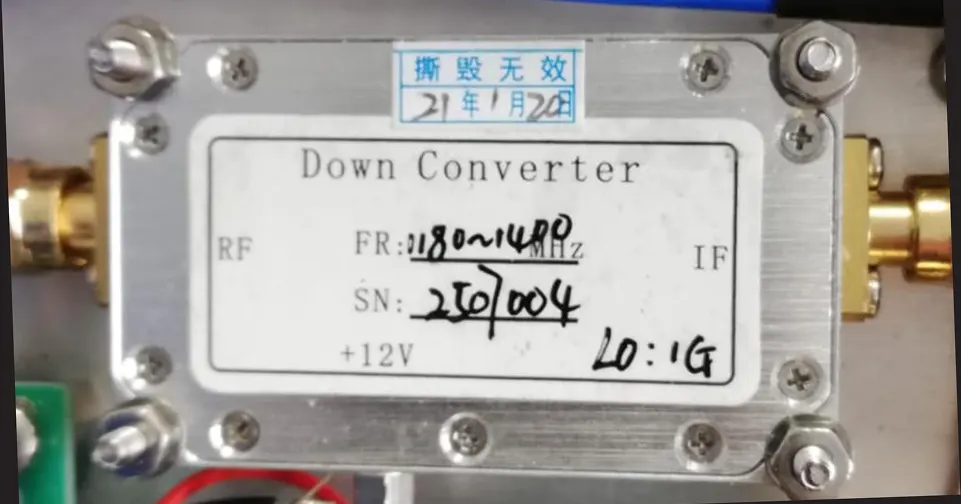 撕毁无效
21年1月20日
Down Converter
RF
FR: 1180~1400 MHz
IF
SN: 2507004
+12V
LO: 1G